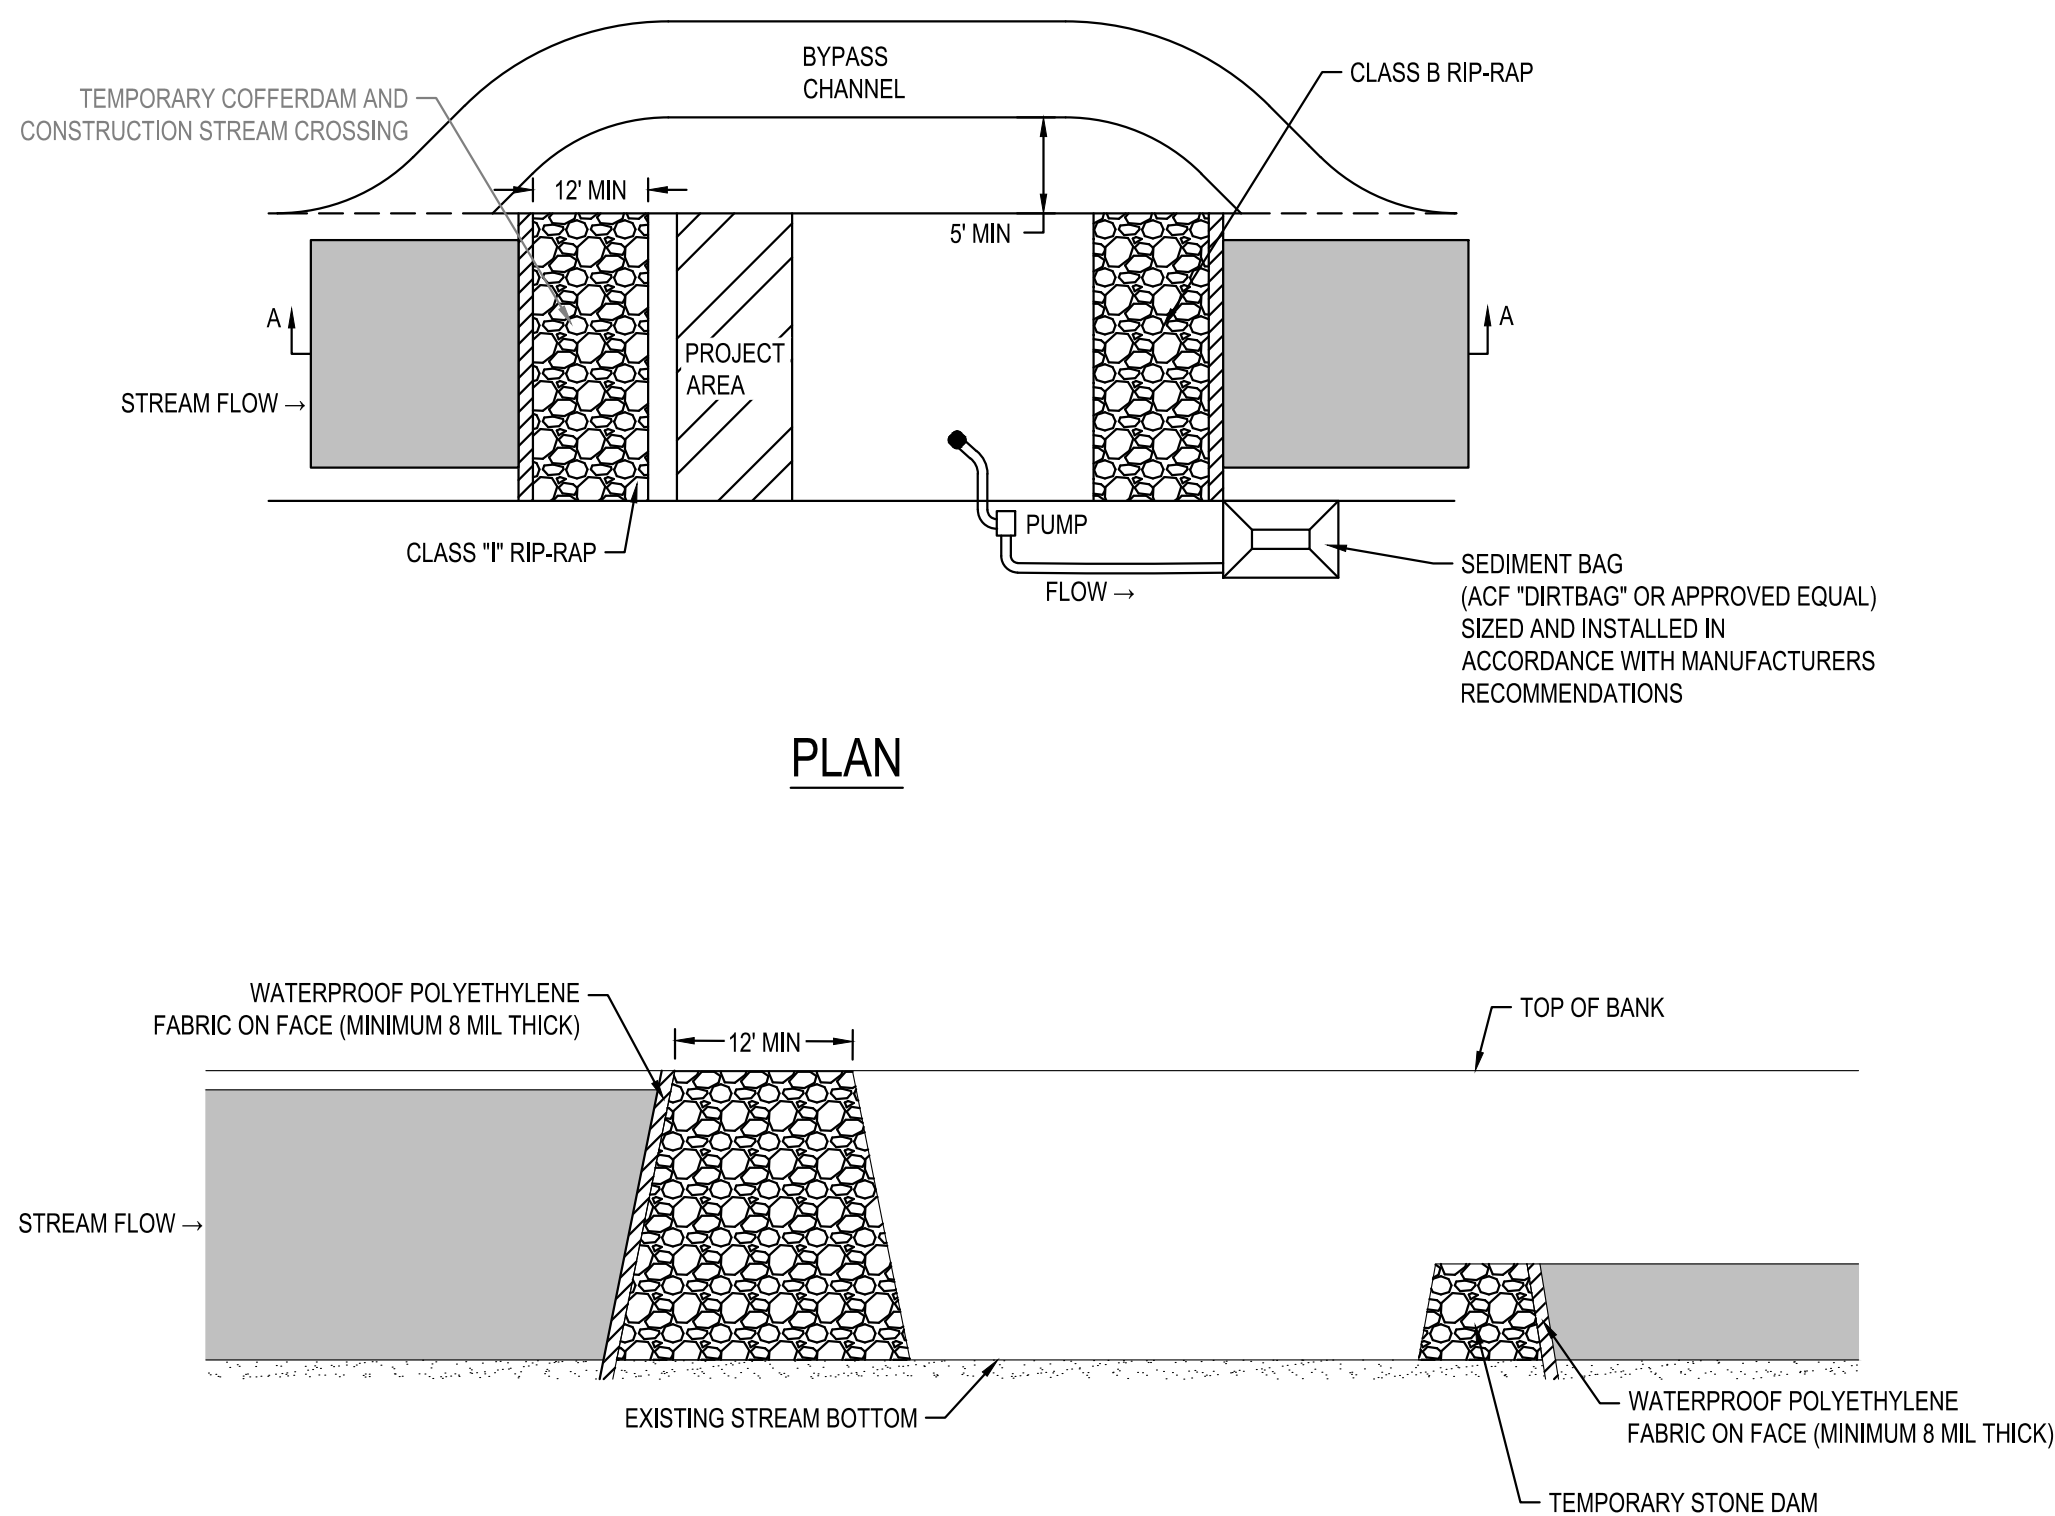 BYPASS
CHANNEL
CLASS B RIP-RAP
TEMPORARY COFFERDAM AND
CONSTRUCTION STREAM CROSSING
12' MIN
5' MIN
A
A
PROJECT
AREA
STREAM FLOW →
PUMP
CLASS "I" RIP-RAP
FLOW →
SEDIMENT BAG
(ACF "DIRTBAG" OR APPROVED EQUAL)
SIZED AND INSTALLED IN
ACCORDANCE WITH MANUFACTURERS
RECOMMENDATIONS
PLAN
WATERPROOF POLYETHYLENE
FABRIC ON FACE (MINIMUM 8 MIL THICK)
12' MIN
TOP OF BANK
STREAM FLOW →
EXISTING STREAM BOTTOM
WATERPROOF POLYETHYLENE
FABRIC ON FACE (MINIMUM 8 MIL THICK)
TEMPORARY STONE DAM